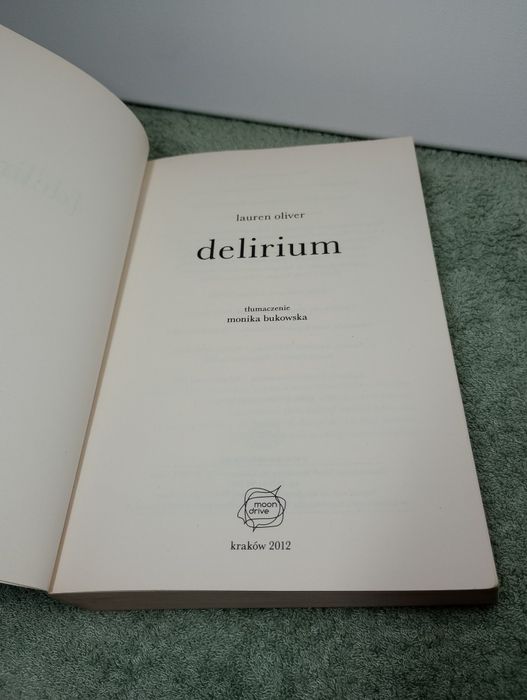 lauren oliver
delirium
tłumaczenie
monika bukowska
moon
drive
kraków 2012